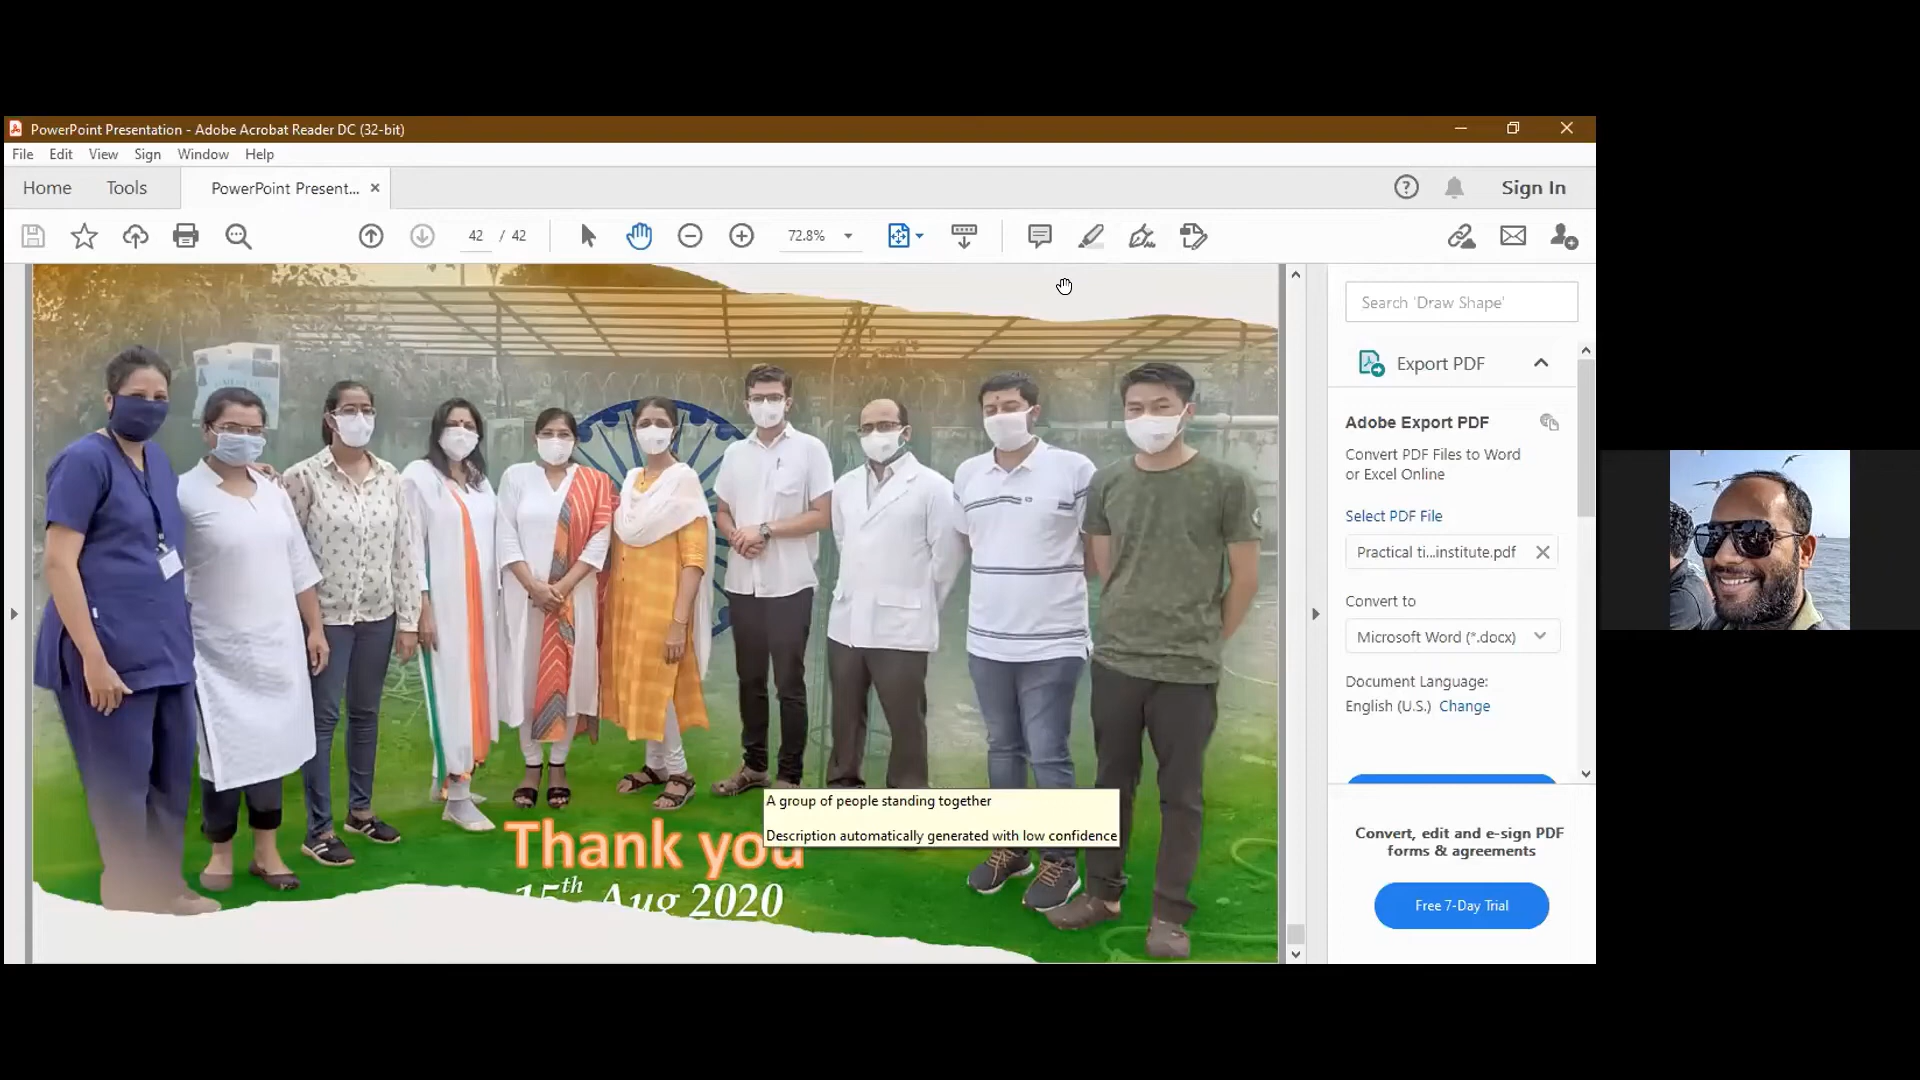 PowerPoint Presentation - Adobe Acrobat Reader DC (32-bit)
File Edit View Sign Window Help
Home Tools PowerPoint Present... Sign In
42 / 42 72.8%
Search 'Draw Shape'
Export PDF
Adobe Export PDF
Convert PDF Files to Word
or Excel Online
Select PDF File
Practical ti...institute.pdf
Convert to
Microsoft Word (*.docx)
Document Language:
English (U.S.) Change
Convert, edit and e-sign PDF
forms & agreements
Free 7-Day Trial
A group of people standing together
Description automatically generated with low confidence
Thank you
15th Aug 2020